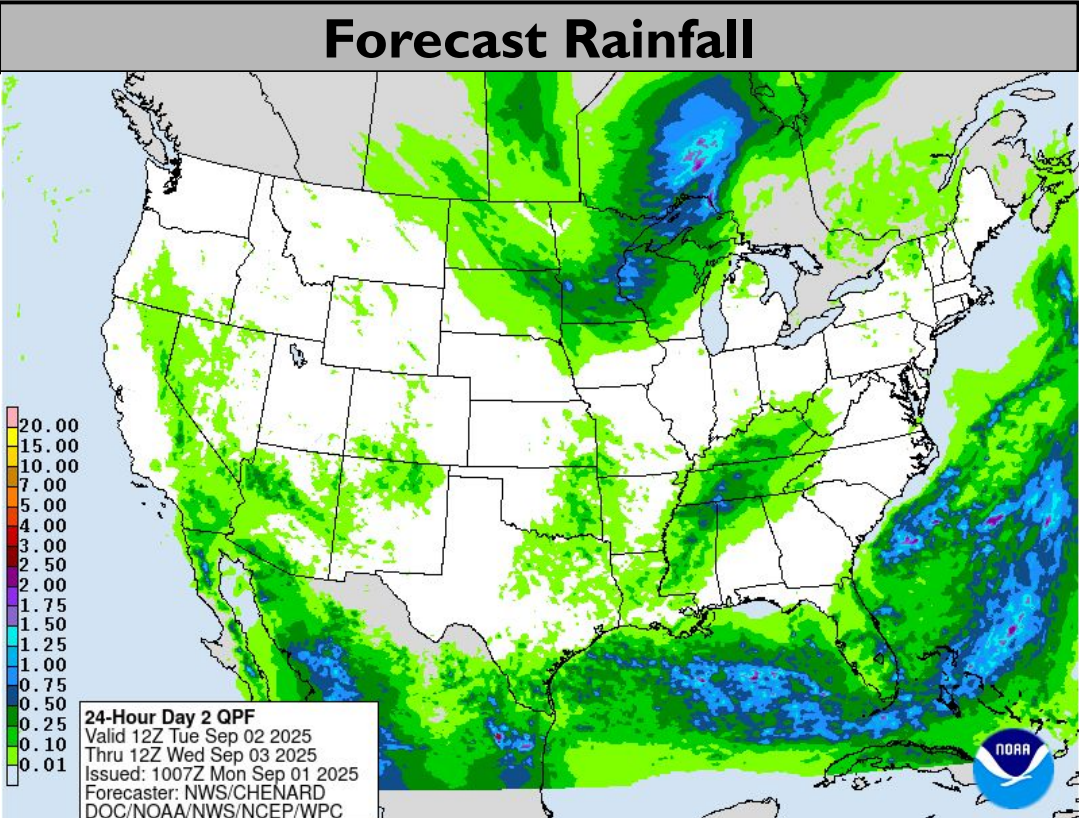 Forecast Rainfall
20.00
15.00
10.00
7.00
5.00
4.00
3.00
2.50
2.00
1.75
1.50
1.25
1.00
0.75
0.50
0.25
0.10
0.01
24-Hour Day 2 QPF
Valid 12Z Tue Sep 02 2025
Thru 12Z Wed Sep 03 2025
Issued: 1007Z Mon Sep 01 2025
Forecaster: NWS/CHENARD
DOC/NOAA/NWS/NCEP/WPC
NOAA